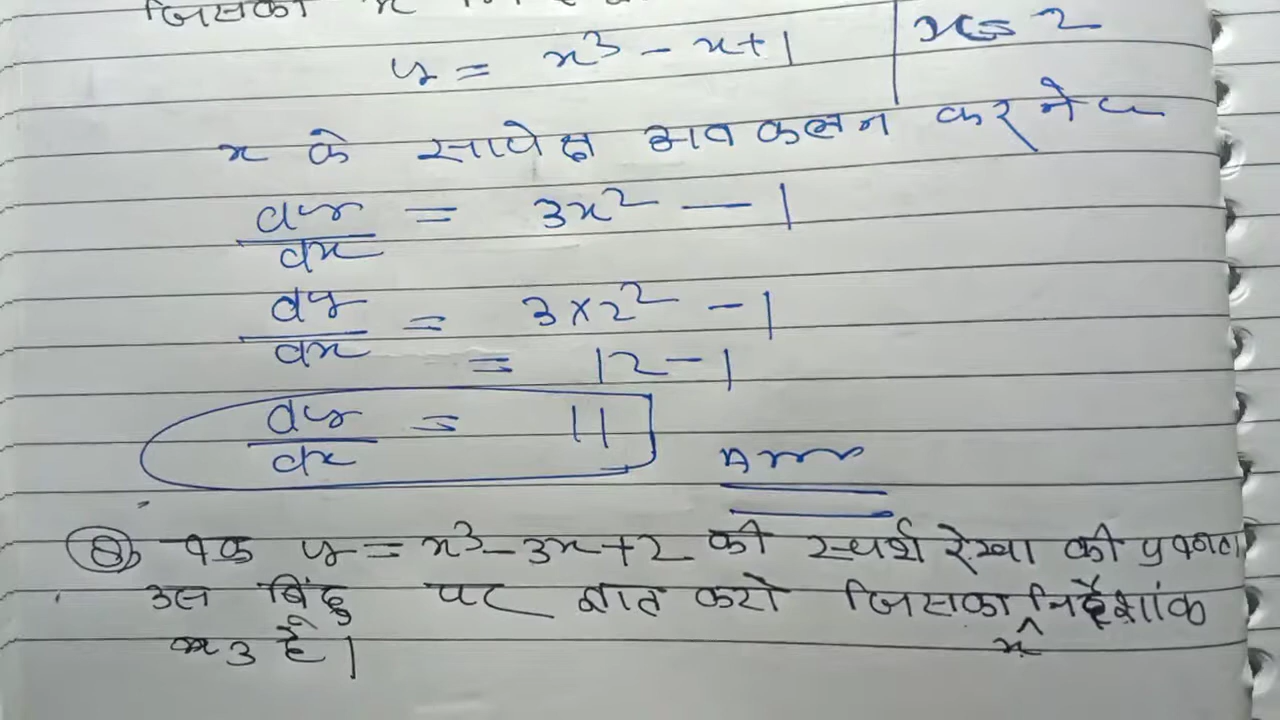 जिसका x
y = x³ - x + 1 | x = 2
x के सापेक्ष अवकलन करने प
dy/dx = 3x² - 1
dy/dx = 3×2² - 1
= 12 - 1
dy/dx = 11 Ans
⑧ वक्र y = x³ - 3x + 2 की स्पर्श रेखा की प्रवणता
उस बिंदु पर ज्ञात करो जिसका x निर्देशांक
3 है।